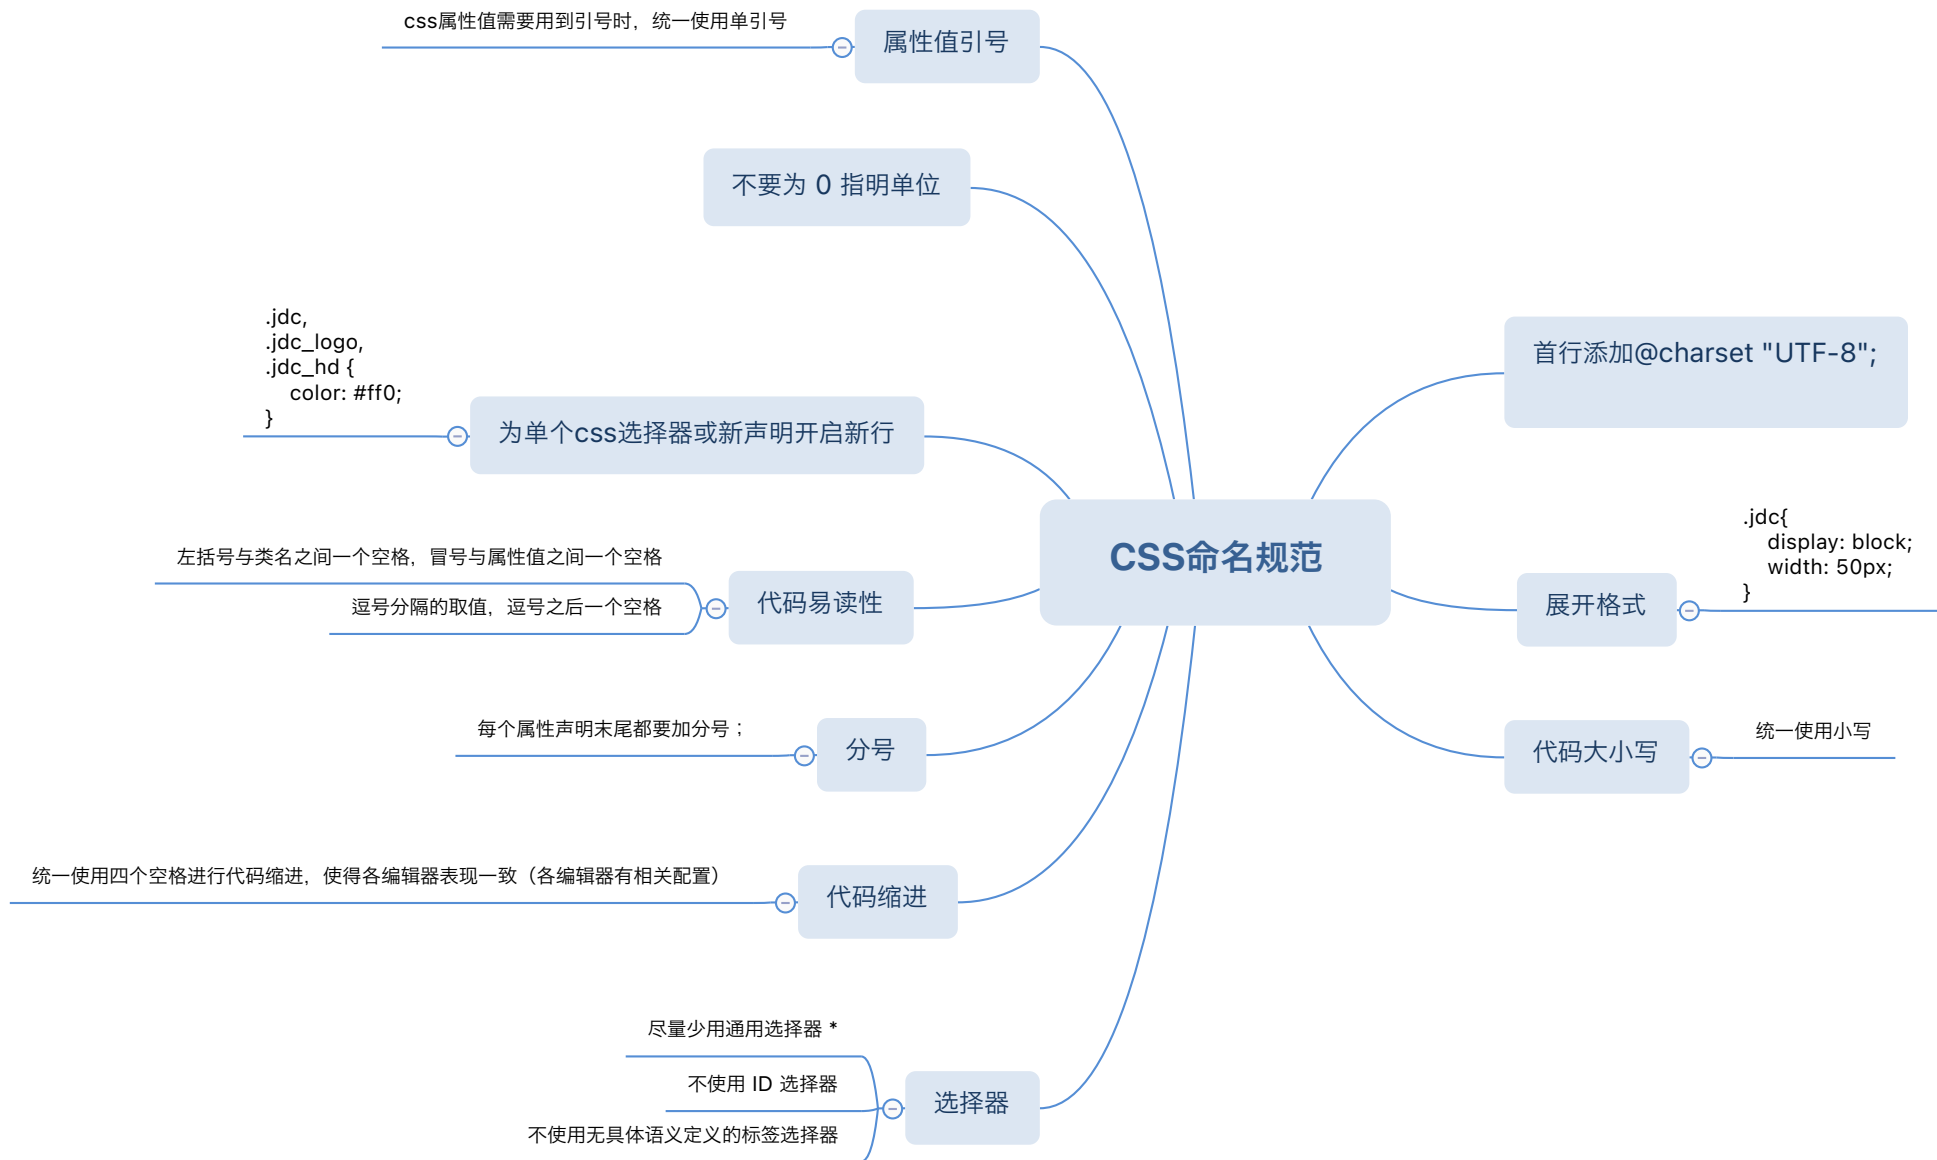 css属性值需要用到引号时，统一使用单引号
属性值引号
不要为 0 指明单位
.jdc,
.jdc_logo,
.jdc_hd {
    color: #ff0;
}
为单个css选择器或新声明开启新行
左括号与类名之间一个空格，冒号与属性值之间一个空格
逗号分隔的取值，逗号之后一个空格
代码易读性
每个属性声明末尾都要加分号；
分号
统一使用四个空格进行代码缩进，使得各编辑器表现一致（各编辑器有相关配置）
代码缩进
尽量少用通用选择器 *
不使用 ID 选择器
不使用无具体语义定义的标签选择器
选择器
CSS命名规范
首行添加@charset "UTF-8";
展开格式
.jdc{
    display: block;
    width: 50px;
}
代码大小写
统一使用小写